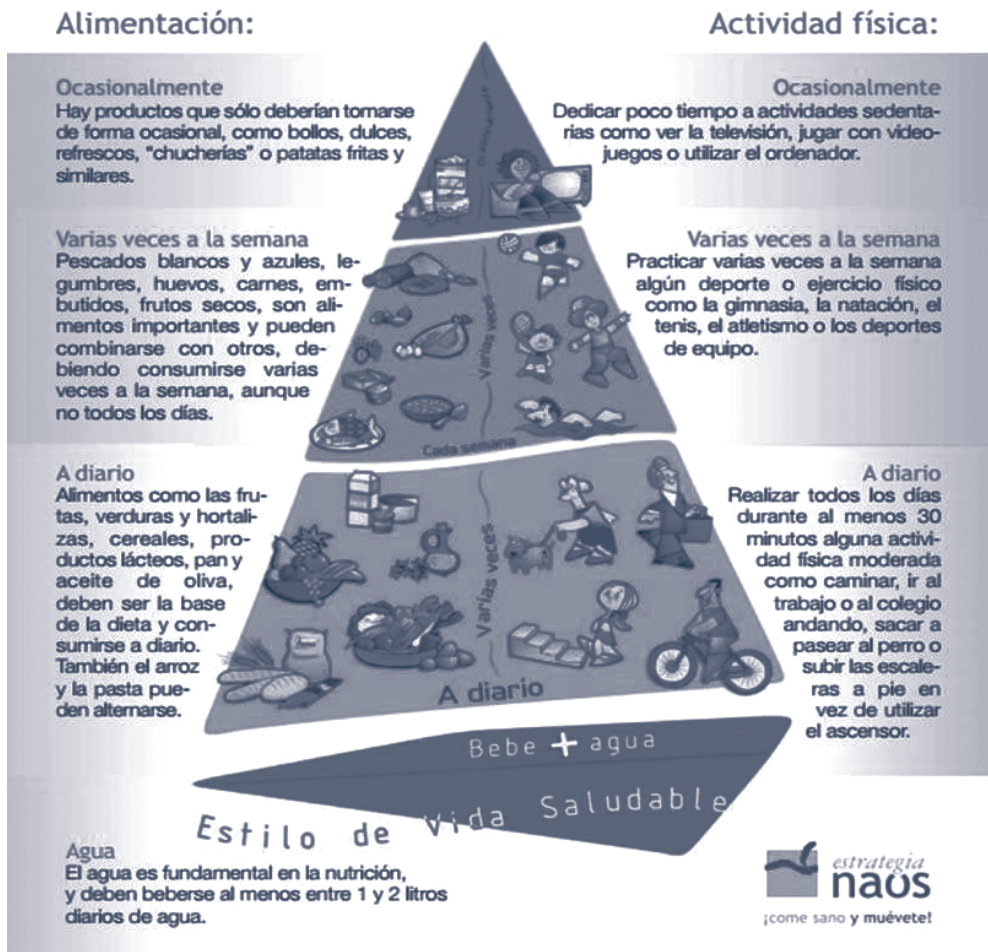 Alimentación:
Actividad física:
Ocasionalmente
Hay productos que sólo deberían tomarse
de forma ocasional, como bollos, dulces,
refrescos, "chucherías" o patatas fritas y
similares.
Ocasionalmente
Dedicar poco tiempo a actividades sedenta-
rias como ver la televisión, jugar con video-
juegos o utilizar el ordenador.
Ocasionalmente
Varias veces a la semana
Pescados blancos y azules, le-
gumbres, huevos, carnes, em-
butidos, frutos secos, son ali-
mentos importantes y pueden
combinarse con otros, de-
biendo consumirse varias
veces a la semana, aunque
no todos los días.
Varias veces a la semana
Practicar varias veces a la semana
algún deporte o ejercicio físico
como la gimnasia, la natación, el
tenis, el atletismo o los deportes
de equipo.
Varias veces
Cada semana
A diario
Alimentos como las fru-
tas, verduras y hortali-
zas, cereales, pro-
ductos lácteos, pan y
aceite de oliva,
deben ser la base
de la dieta y con-
sumirse a diario.
También el arroz
y la pasta pue-
den alternarse.
A diario
Realizar todos los días
durante al menos 30
minutos alguna activi-
dad física moderada
como caminar, ir al
trabajo o al colegio
andando, sacar a
pasear al perro o
subir las escale-
ras a pie en
vez de utilizar
el ascensor.
Varias veces
A diario
Bebe + agua
Estilo de Vida Saludable
Agua
El agua es fundamental en la nutrición,
y deben beberse al menos entre 1 y 2 litros
diarios de agua.
estrategia
naos
¡come sano y muévete!